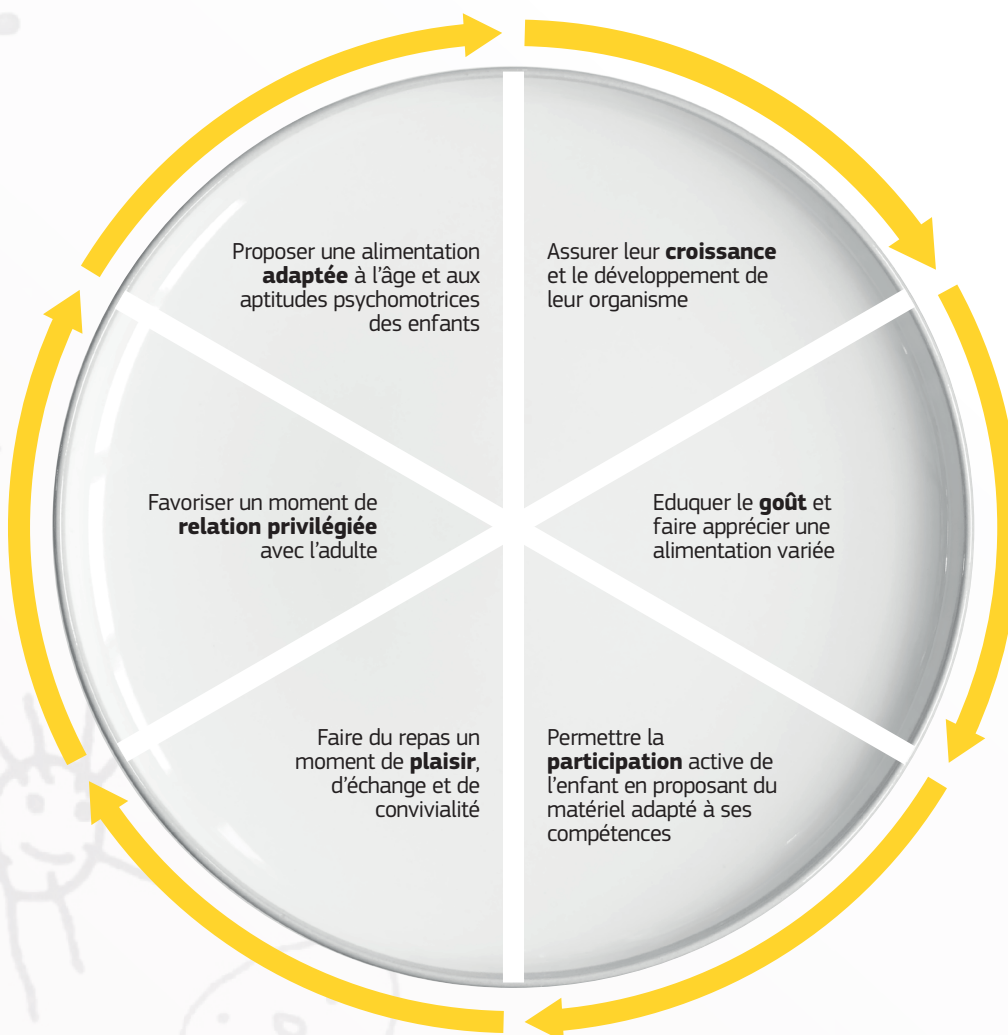 Proposer une alimentation
adaptée à l'âge et aux
aptitudes psychomotrices
des enfants
Assurer leur croissance
et le développement de
leur organisme
Favoriser un moment de
relation privilégiée
avec l'adulte
Eduquer le goût et
faire apprécier une
alimentation variée
Faire du repas un
moment de plaisir,
d'échange et de
convivialité
Permettre la
participation active de
l'enfant en proposant du
matériel adapté à ses
compétences